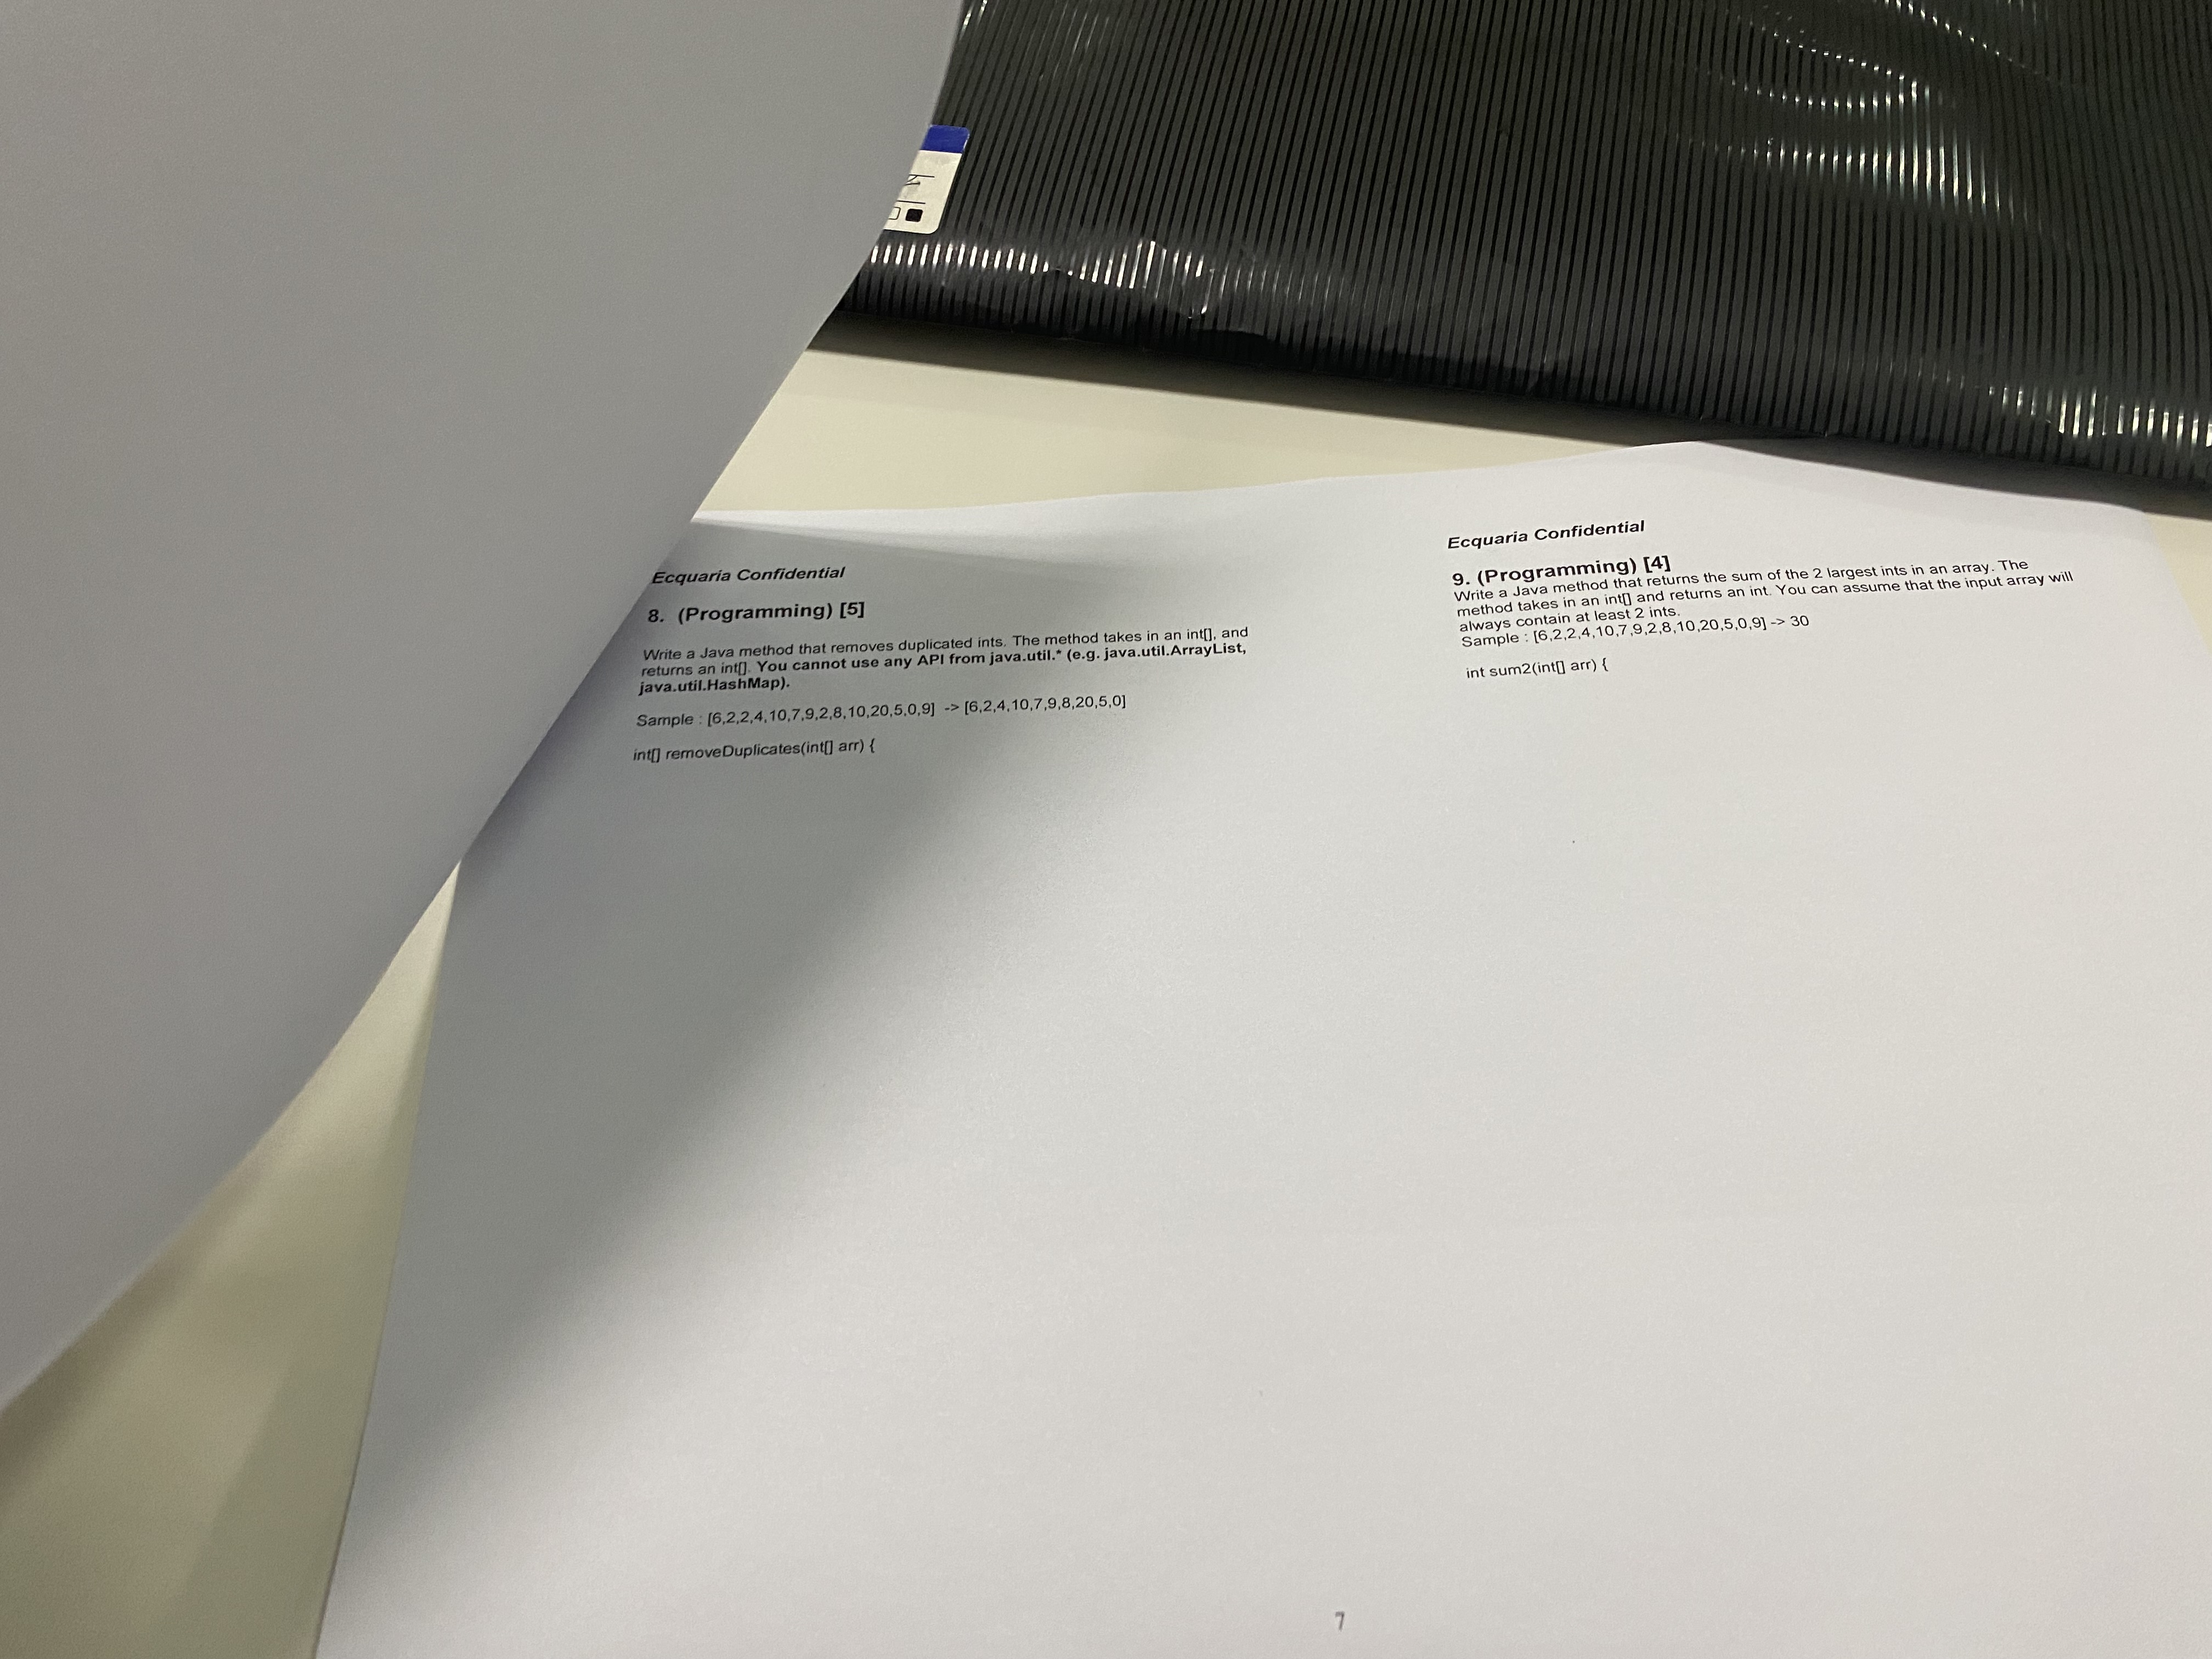 Ecquaria Confidential
8. (Programming) [5]
Write a Java method that removes duplicated ints. The method takes in an int[], and
returns an int[]. You cannot use any API from java.util.* (e.g. java.util.ArrayList,
java.util.HashMap).
Sample : [6,2,2,4,10,7,9,2,8,10,20,5,0,9] -> [6,2,4,10,7,9,8,20,5,0]
int[] removeDuplicates(int[] arr) {
Ecquaria Confidential
9. (Programming) [4]
Write a Java method that returns the sum of the 2 largest ints in an array. The
method takes in an int[] and returns an int. You can assume that the input array will
always contain at least 2 ints.
Sample : [6,2,2,4,10,7,9,2,8,10,20,5,0,9] -> 30
int sum2(int[] arr) {
7